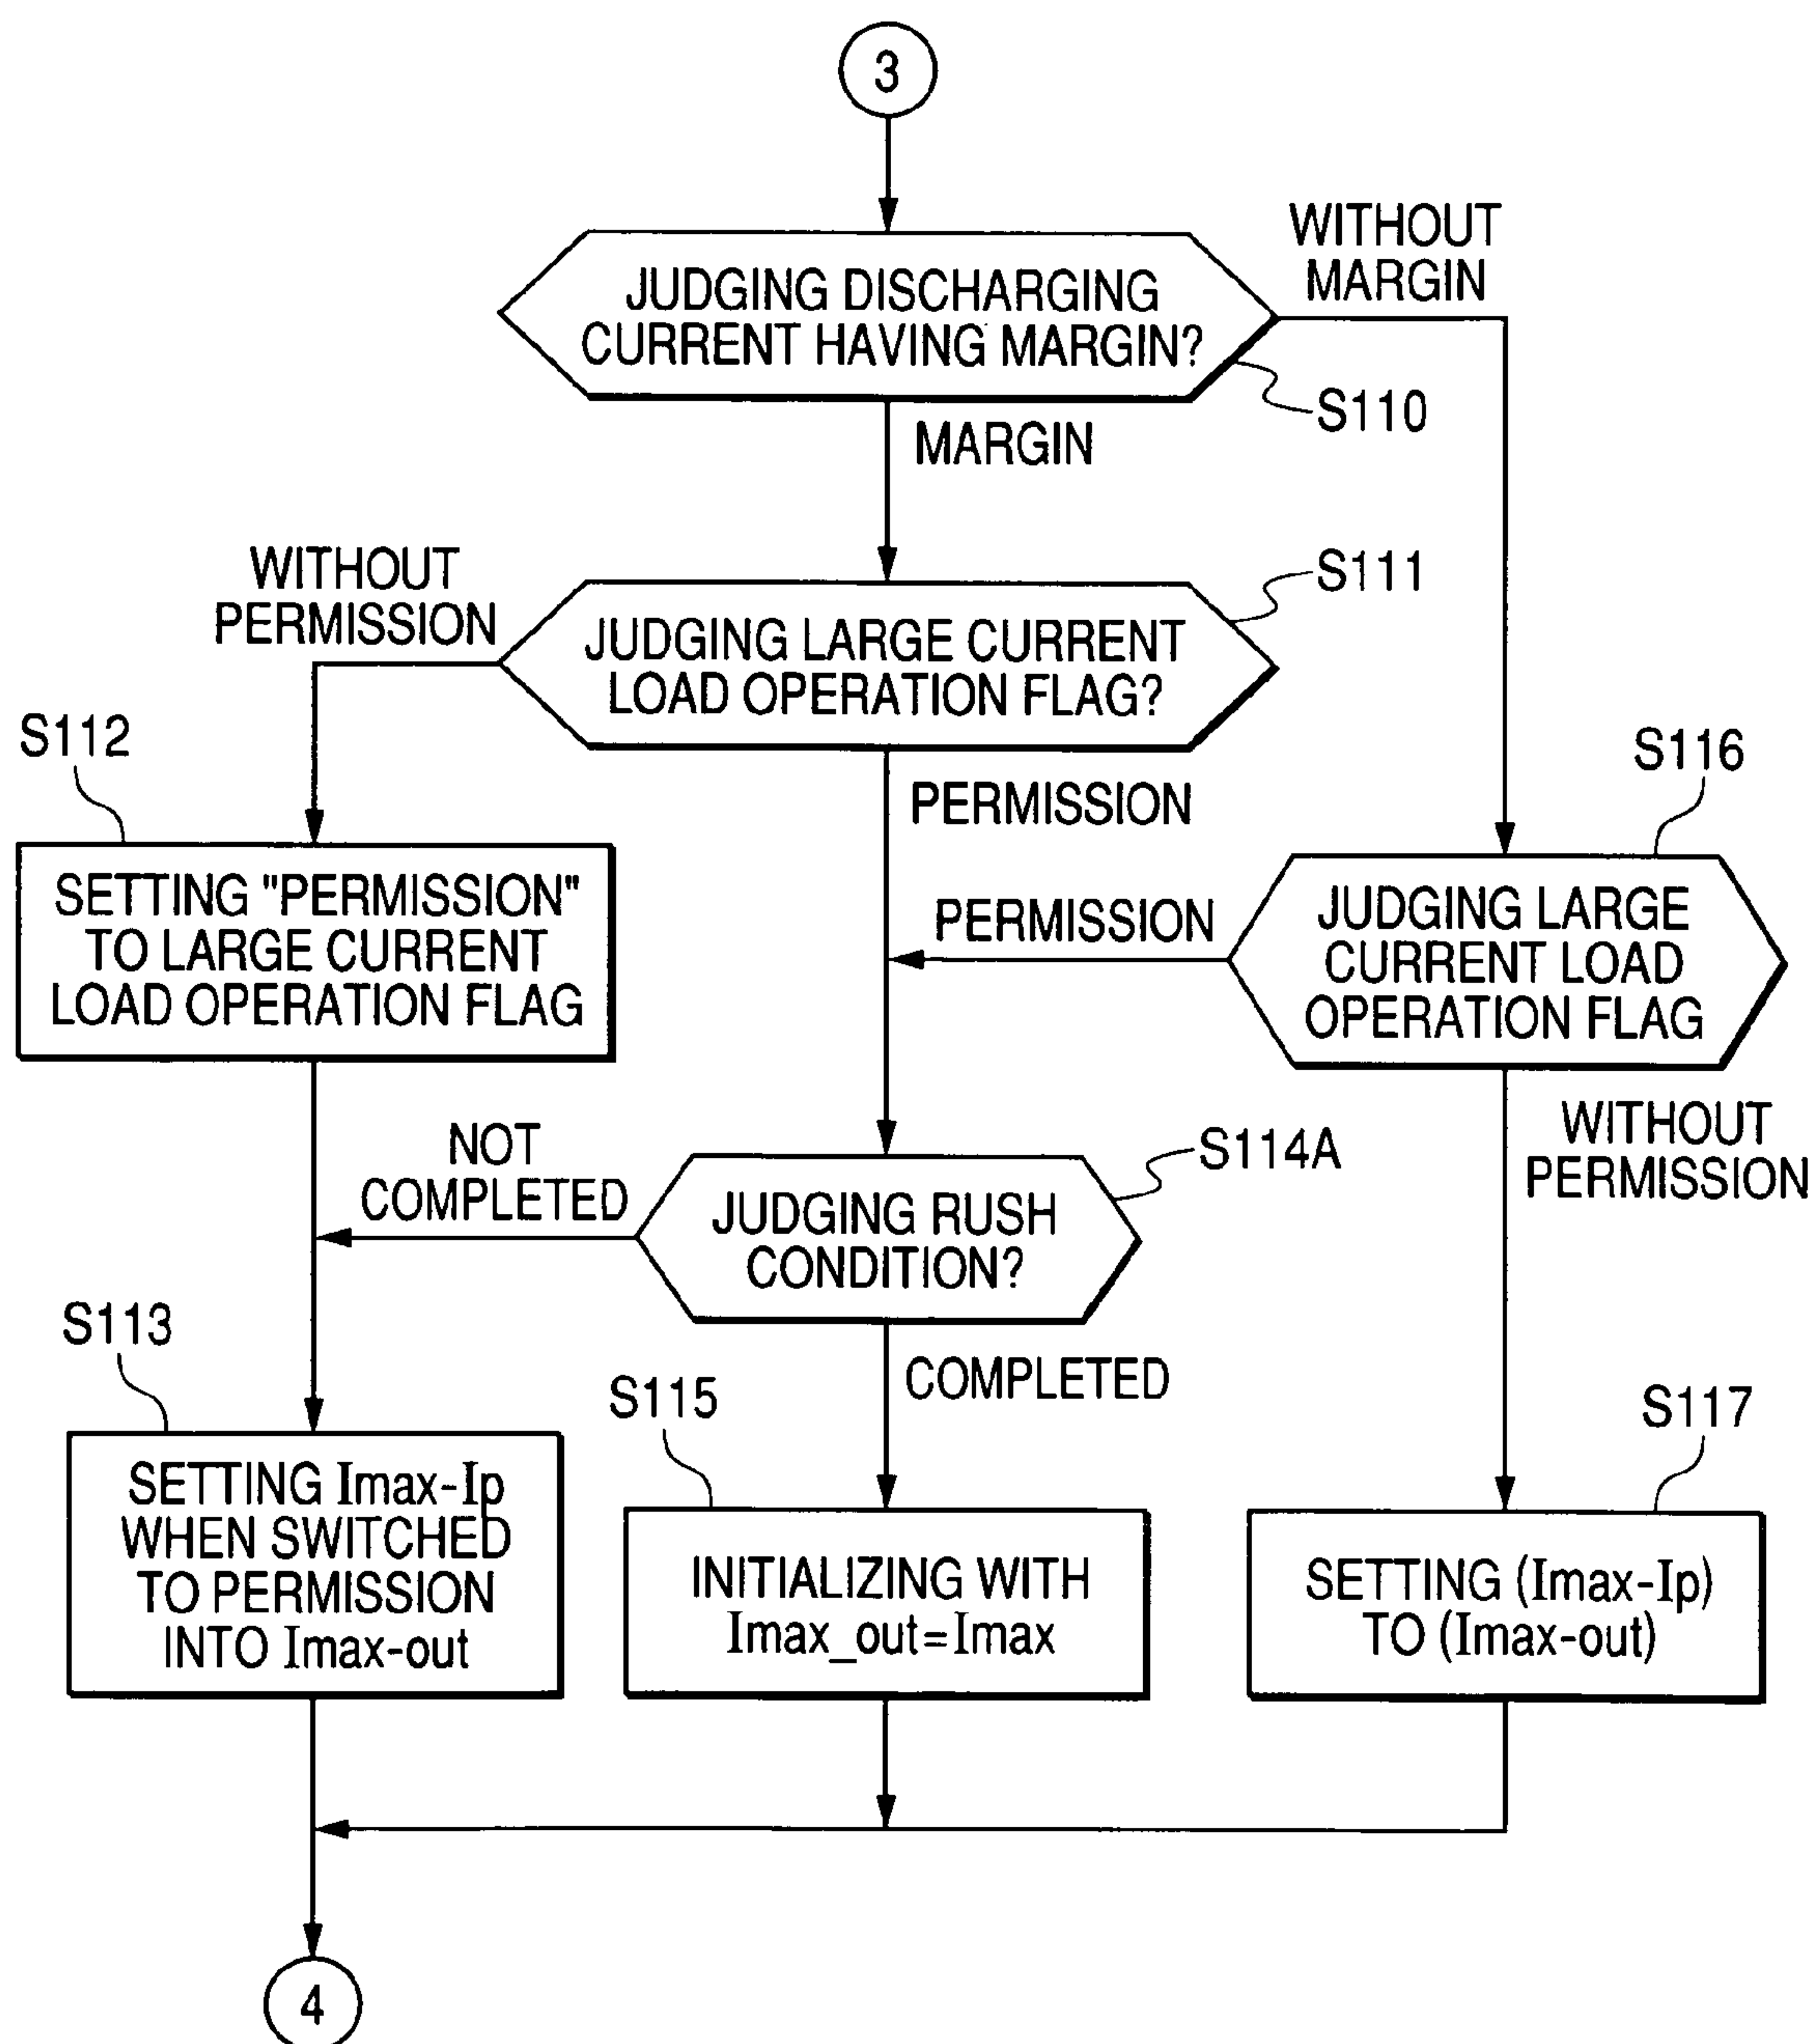 3
WITHOUT
MARGIN
JUDGING DISCHARGING
CURRENT HAVING MARGIN?
S110
MARGIN
WITHOUT
PERMISSION
S111
JUDGING LARGE CURRENT
LOAD OPERATION FLAG?
S112
PERMISSION
S116
SETTING "PERMISSION"
TO LARGE CURRENT
LOAD OPERATION FLAG
PERMISSION
JUDGING LARGE
CURRENT LOAD
OPERATION FLAG
NOT
COMPLETED
S114A
JUDGING RUSH
CONDITION?
WITHOUT
PERMISSION
S113
COMPLETED
S115
S117
SETTING Imax-Ip
WHEN SWITCHED
TO PERMISSION
INTO Imax-out
INITIALIZING WITH
Imax_out=Imax
SETTING (Imax-Ip)
TO (Imax-out)
4